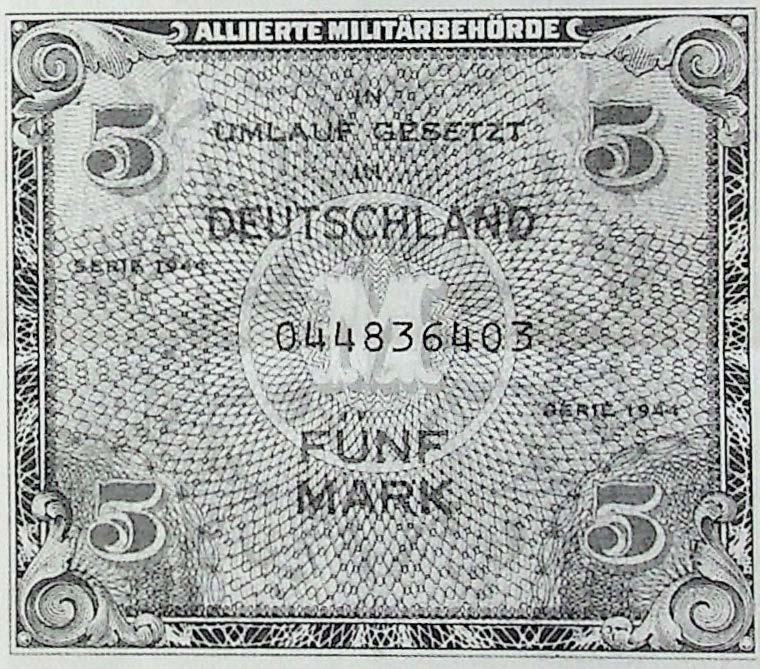 ALLIIERTE MILITÄRBEHÖRDE
5 5
IN
UMLAUF GESETZT
IN
DEUTSCHLAND
SERIE 1944
M
044836403
SERIE 1944
FÜNF
MARK
5 5